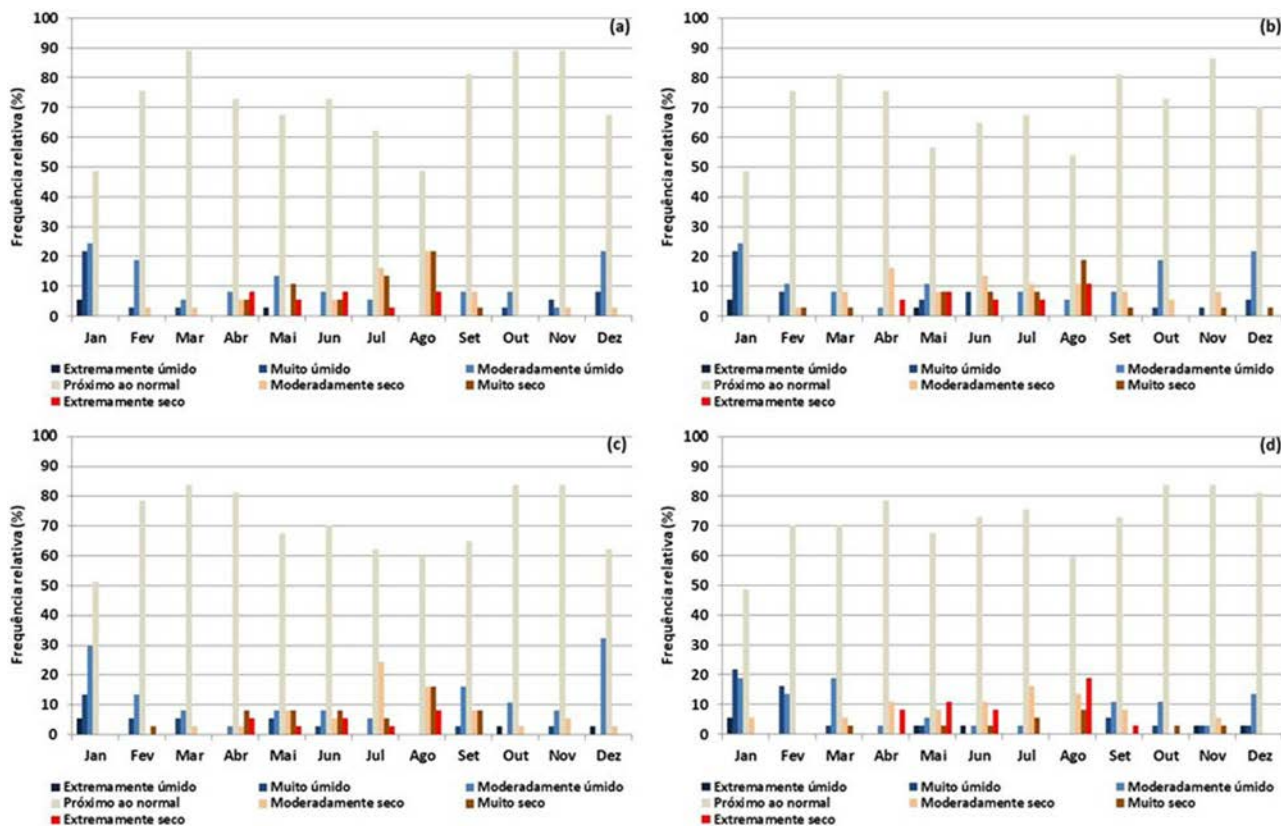 (a)
Frequência relativa (%)
100
90
80
70
60
50
40
30
20
10
0
Jan Fev Mar Abr Mai Jun Jul Ago Set Out Nov Dez
Extremamente úmido Muito úmido Moderadamente úmido
Próximo ao normal Moderadamente seco Muito seco
Extremamente seco
(b)
Frequência relativa (%)
100
90
80
70
60
50
40
30
20
10
0
Jan Fev Mar Abr Mai Jun Jul Ago Set Out Nov Dez
Extremamente úmido Muito úmido Moderadamente úmido
Próximo ao normal Moderadamente seco Muito seco
Extremamente seco
(c)
Frequência relativa (%)
100
90
80
70
60
50
40
30
20
10
0
Jan Fev Mar Abr Mai Jun Jul Ago Set Out Nov Dez
Extremamente úmido Muito úmido Moderadamente úmido
Próximo ao normal Moderadamente seco Muito seco
Extremamente seco
(d)
Frequência relativa (%)
100
90
80
70
60
50
40
30
20
10
0
Jan Fev Mar Abr Mai Jun Jul Ago Set Out Nov Dez
Extremamente úmido Muito úmido Moderadamente úmido
Próximo ao normal Moderadamente seco Muito seco
Extremamente seco